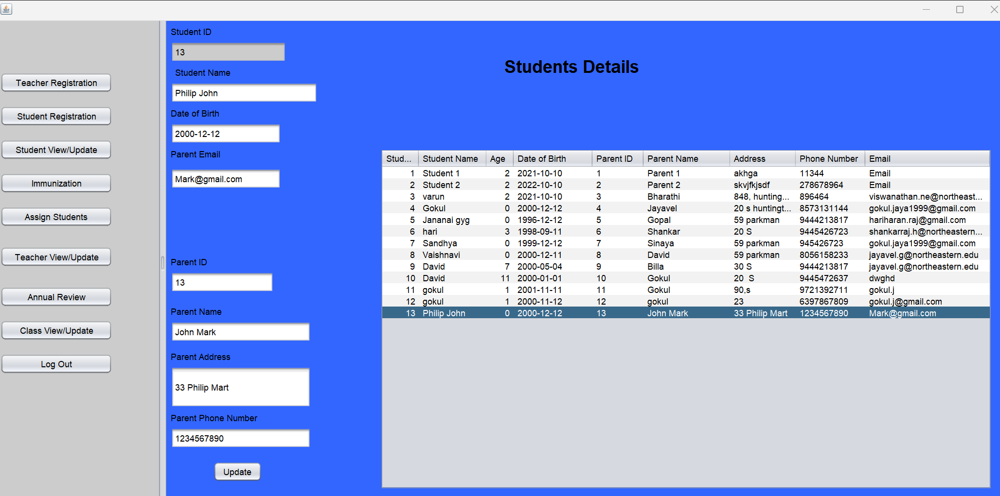 Teacher Registration
Student Registration
Student View/Update
Immunization
Assign Students
Teacher View/Update
Annual Review
Class View/Update
Log Out
Student ID
13
Student Name
Philip John
Date of Birth
2000-12-12
Parent Email
Mark@gmail.com
Parent ID
13
Parent Name
John Mark
Parent Address
33 Philip Mart
Parent Phone Number
1234567890
Update
Students Details
Stud... Student Name Age Date of Birth Parent ID Parent Name Address Phone Number Email
1 Student 1 2 2021-10-10 1 Parent 1 akhga 11344 Email
2 Student 2 2 2022-10-10 2 Parent 2 skvjfkjsdf 278678964 Email
3 varun 2 2021-10-10 3 Bharathi 848, hunting... 896464 viswanathan.ne@northeast...
4 Gokul 0 2000-12-12 4 Jayavel 20 s huntingt... 8573131144 gokul.jaya1999@gmail.com
5 Jananai gyg 0 1996-12-12 5 Gopal 59 parkman 9444213817 hariharan.raj@gmail.com
6 hari 3 1998-09-11 6 Shankar 20 S 9445426723 shankarraj.h@northeastern...
7 Sandhya 0 1999-12-12 7 Sinaya 59 parkman 945426723 gokul.jaya1999@gmail.com
8 Vaishnavi 0 2000-12-11 8 David 59 parkman 8056158233 jayavel.g@northeastern.edu
9 David 7 2000-05-04 9 Billa 30 S 9444213817 jayavel.g@northeastern.edu
10 David 11 2000-01-01 10 Gokul 20  S 9445472637 dwghd
11 gokul 1 2001-11-11 11 Gokul 90,s 9721392711 gokul.j
12 gokul 1 2000-11-12 12 gokul 23 6397867809 gokul.j@gmail.com
13 Philip John 0 2000-12-12 13 John Mark 33 Philip Mart 1234567890 Mark@gmail.com